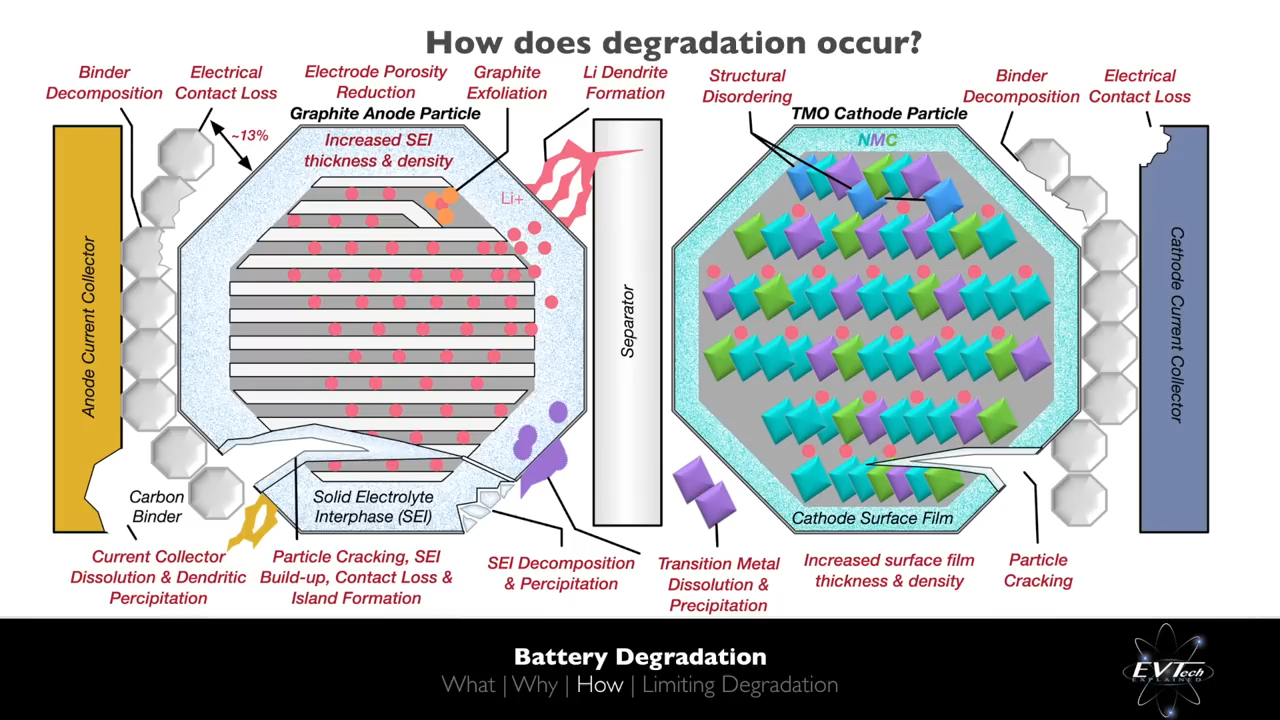 How does degradation occur?
Binder
Decomposition
Electrical
Contact Loss
Electrode Porosity
Reduction
Graphite
Exfoliation
Li Dendrite
Formation
Structural
Disordering
Binder
Decomposition
Electrical
Contact Loss
Graphite Anode Particle
TMO Cathode Particle
~13%
Increased SEI
thickness & density
NMC
Li+
Anode Current Collector
Separator
Cathode Current Collector
Carbon
Binder
Solid Electrolyte
Interphase (SEI)
Cathode Surface Film
Current Collector
Dissolution & Dendritic
Percipitation
Particle Cracking, SEI
Build-up, Contact Loss &
Island Formation
SEI Decomposition
& Percipitation
Transition Metal
Dissolution &
Precipitation
Increased surface film
thickness & density
Particle
Cracking
Battery Degradation
What | Why | How | Limiting Degradation
EVTech
EXPLAINED